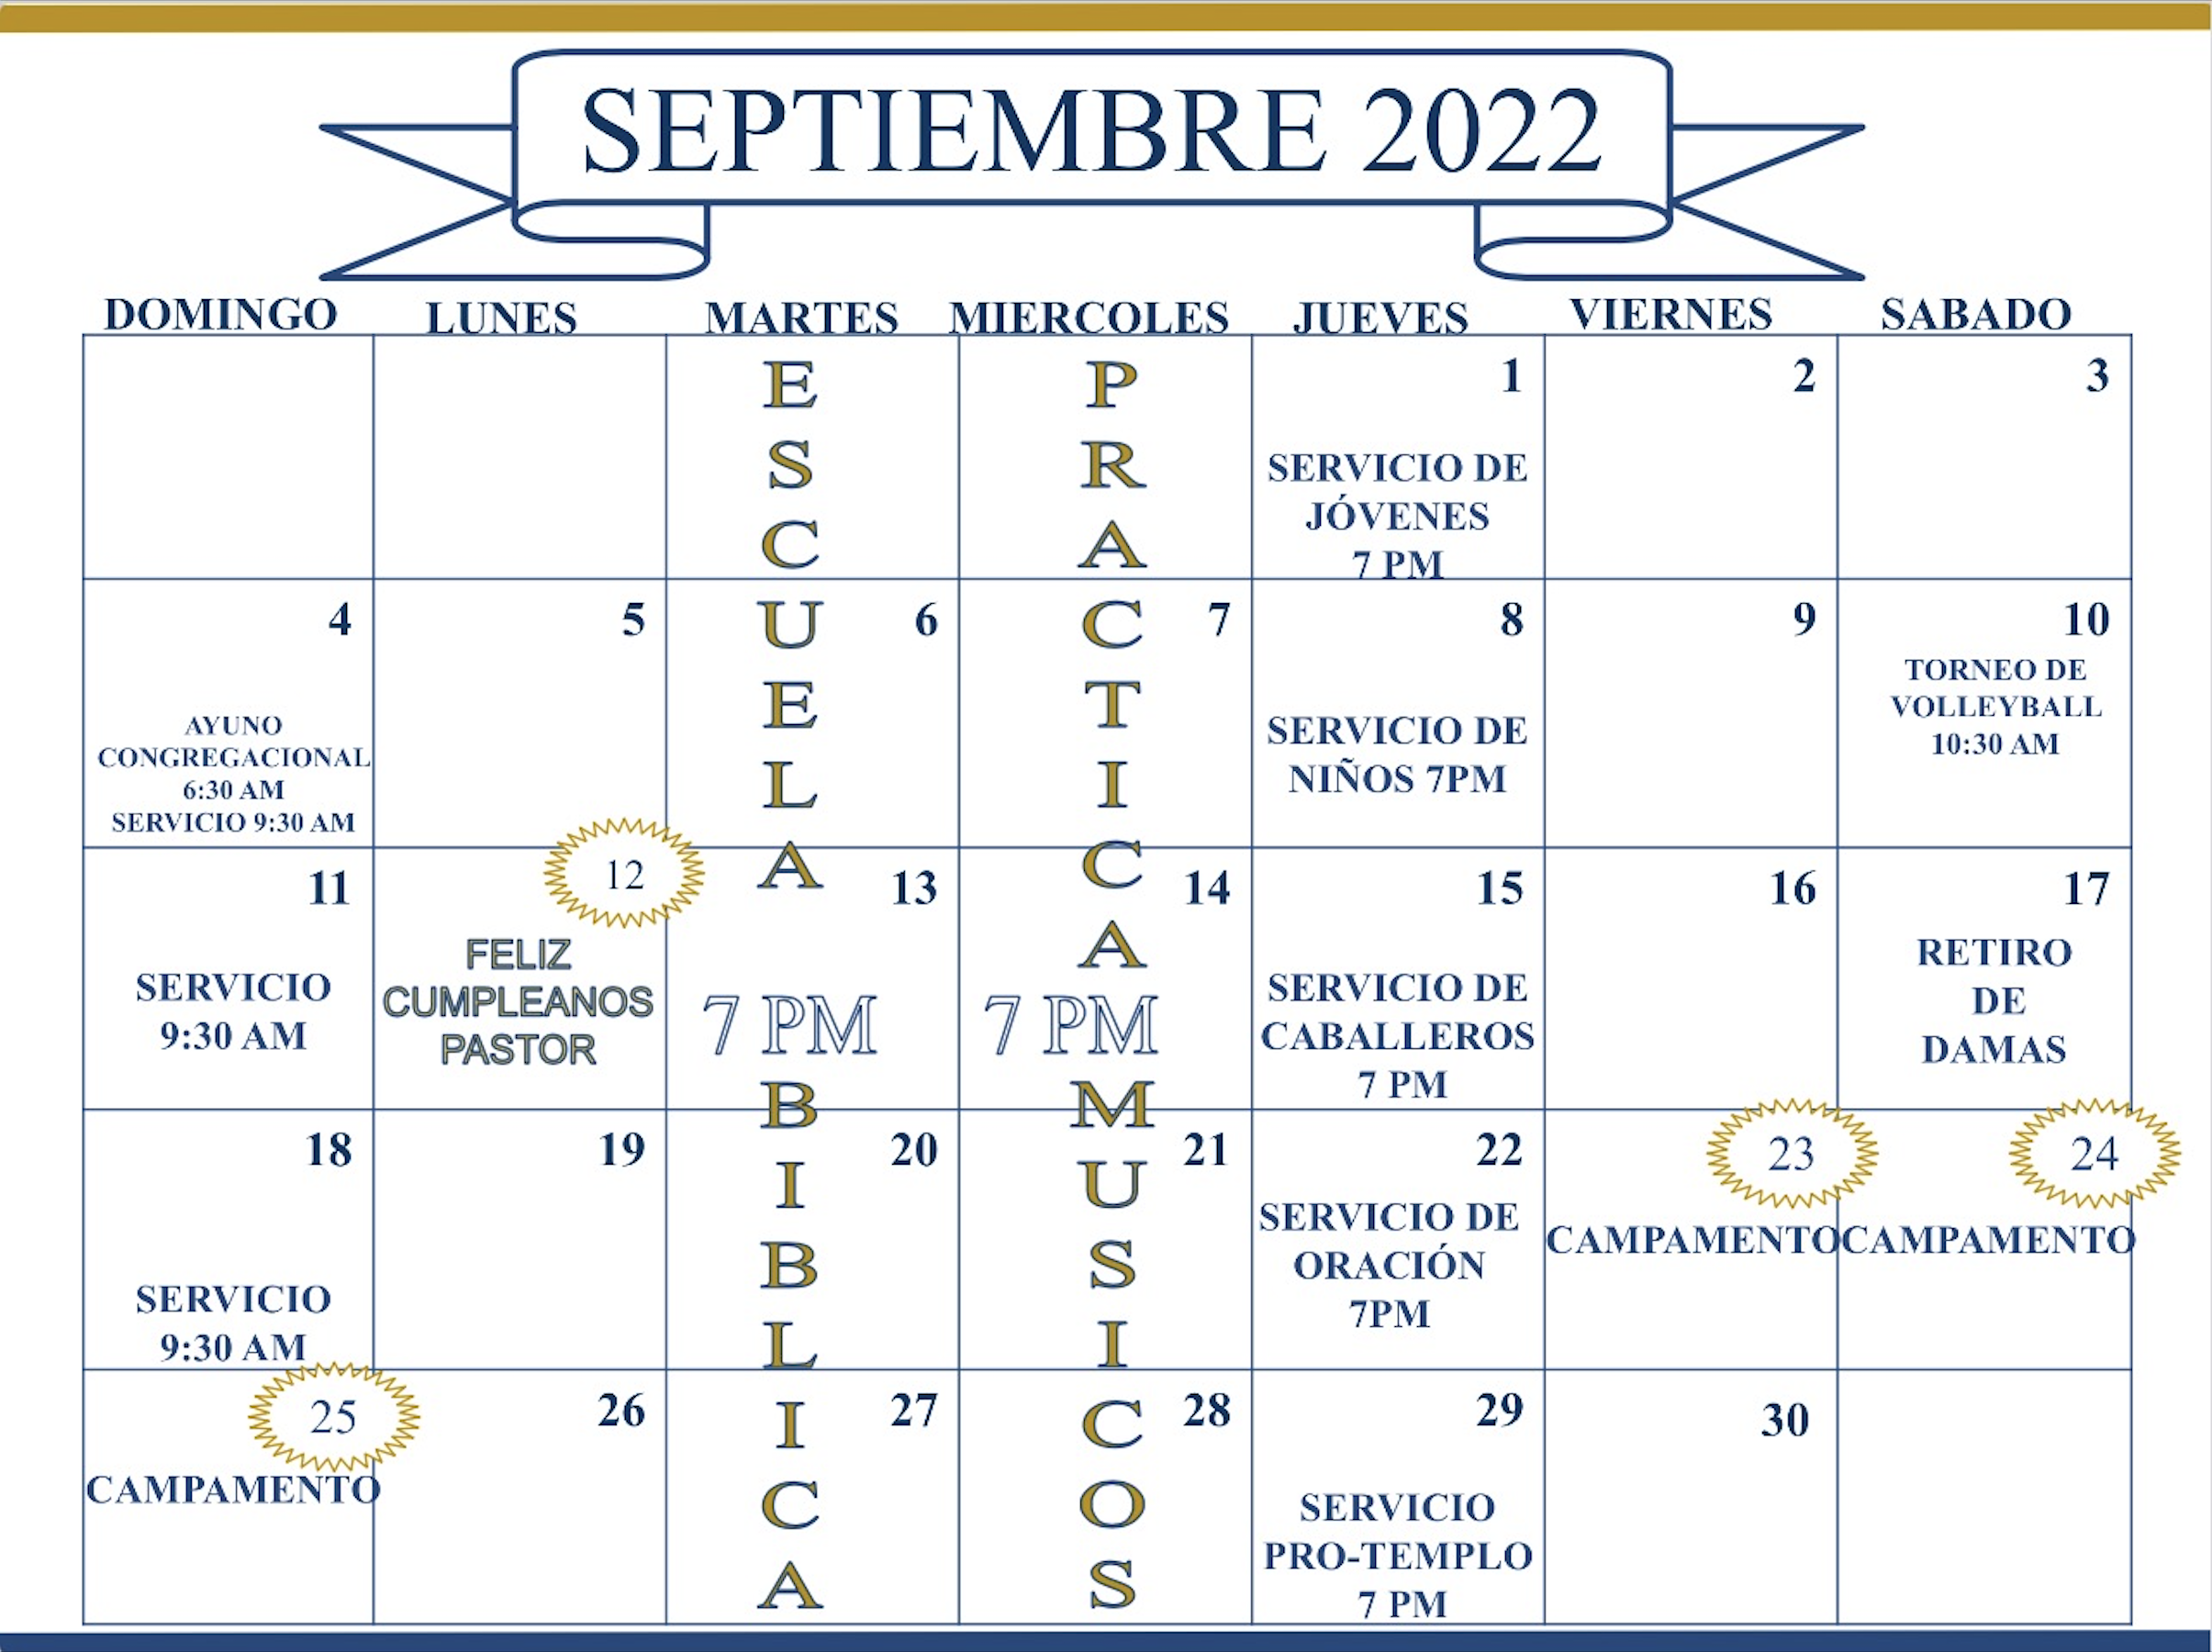 SEPTIEMBRE 2022
DOMINGO LUNES MARTES MIERCOLES JUEVES VIERNES SABADO
ESCUELA
7 PM
BIBLICA
PRACTICA
7 PM
MUSICOS
1
SERVICIO DE
JÓVENES
7 PM
2
3
4
AYUNO
CONGREGACIONAL
6:30 AM
SERVICIO 9:30 AM
5
6
7
8
SERVICIO DE
NIÑOS 7PM
9
10
TORNEO DE
VOLLEYBALL
10:30 AM
11
SERVICIO
9:30 AM
12
FELIZ
CUMPLEANOS
PASTOR
13
14
15
SERVICIO DE
CABALLEROS
7 PM
16
17
RETIRO
DE
DAMAS
18
SERVICIO
9:30 AM
19
20
21
22
SERVICIO DE
ORACIÓN
7PM
23
CAMPAMENTO
24
CAMPAMENTO
25
CAMPAMENTO
26
27
28
29
SERVICIO
PRO-TEMPLO
7 PM
30